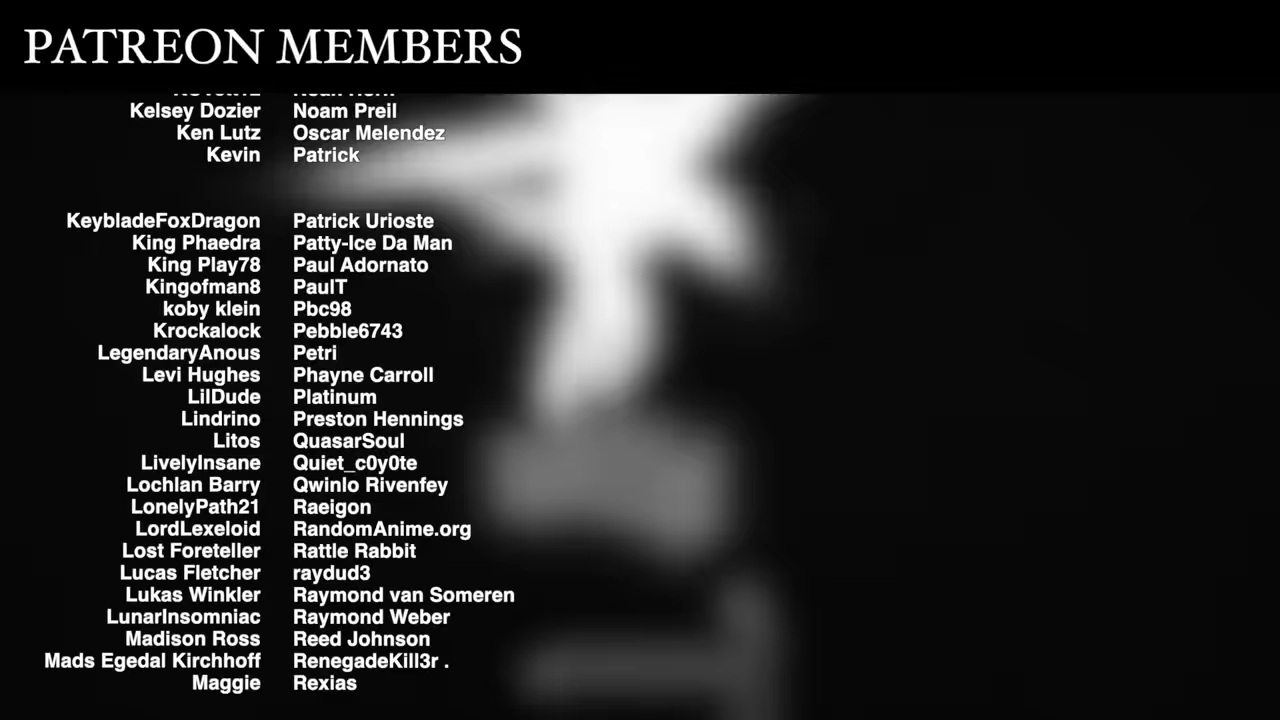 PATREON MEMBERS
Kelsey Dozier Noam Preil
Ken Lutz Oscar Melendez
Kevin Patrick
KeybladeFoxDragon Patrick Urioste
King Phaedra Patty-Ice Da Man
King Play78 Paul Adornato
Kingofman8 PaulT
koby klein Pbc98
Krockalock Pebble6743
LegendaryAnous Petri
Levi Hughes Phayne Carroll
LilDude Platinum
Lindrino Preston Hennings
Litos QuasarSoul
LivelyInsane Quiet_c0y0te
Lochlan Barry Qwinlo Rivenfey
LonelyPath21 Raeigon
LordLexeloid RandomAnime.org
Lost Foreteller Rattle Rabbit
Lucas Fletcher raydud3
Lukas Winkler Raymond van Someren
LunarInsomniac Raymond Weber
Madison Ross Reed Johnson
Mads Egedal Kirchhoff RenegadeKill3r .
Maggie Rexias